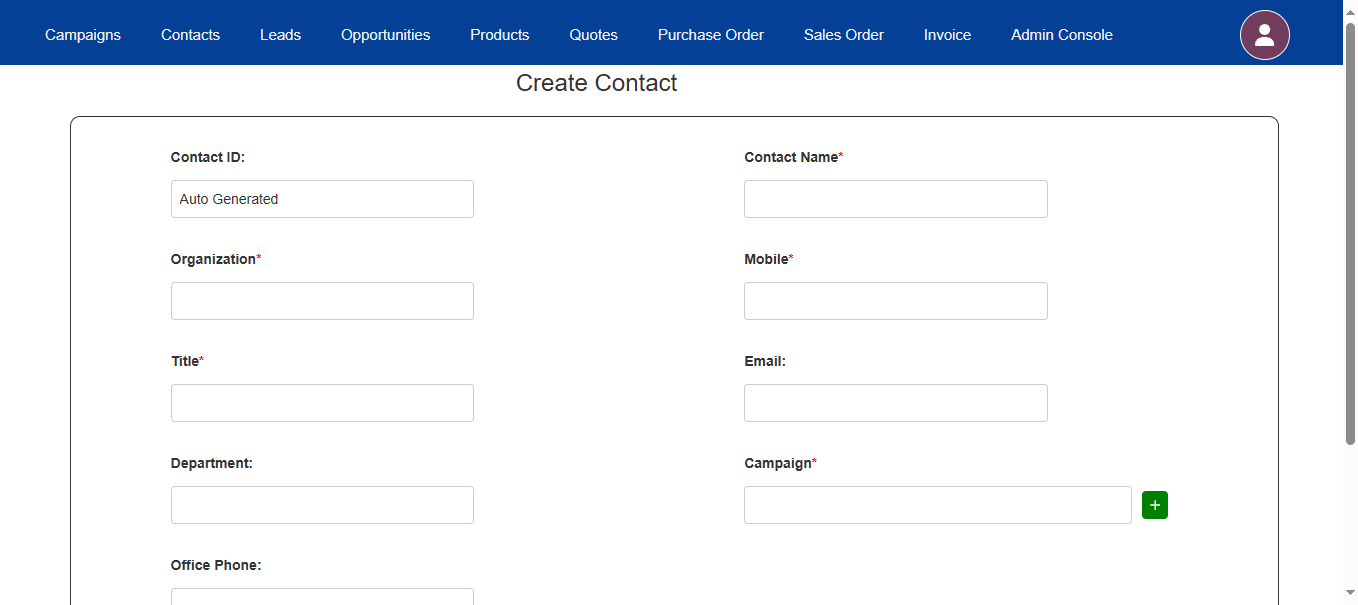 Campaigns Contacts Leads Opportunities Products Quotes Purchase Order Sales Order Invoice Admin Console
Create Contact
Contact ID:
Auto Generated
Contact Name*
Organization*
Mobile*
Title*
Email:
Department:
Campaign*
+
Office Phone: